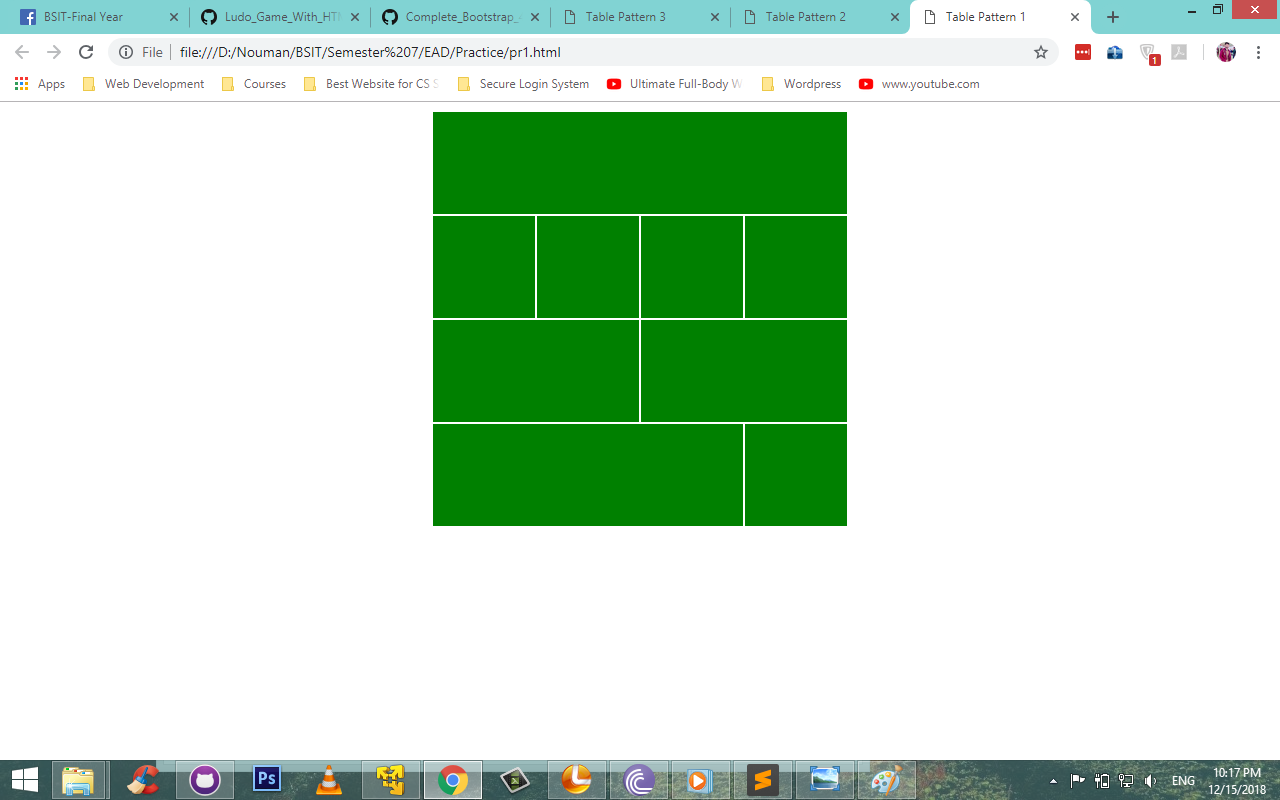 BSIT-Final Year
Ludo_Game_With_HT
Complete_Bootstrap_
Table Pattern 3
Table Pattern 2
Table Pattern 1
File
file:///D:/Nouman/BSIT/Semester%207/EAD/Practice/pr1.html
1
Apps
Web Development
Courses
Best Website for CS S
Secure Login System
Ultimate Full-Body W
Wordpress
www.youtube.com
Ps
ENG
10:17 PM
12/15/2018